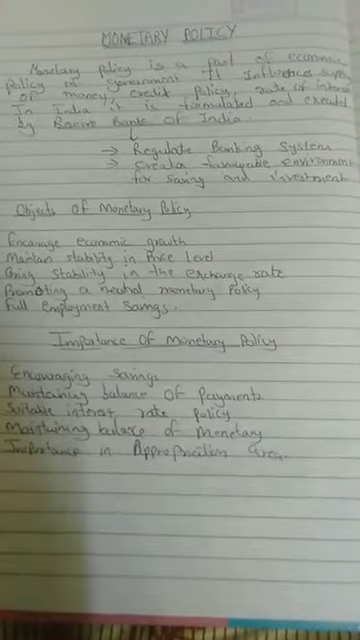 MONETARY POLICY
Monetary policy is a part of economic
Policy of government It Influences supply
of money, credit policy, rate of interest
In India it is formulated and executed
by Reserve Bank of India.
→ Regulate Banking System
→ Creator favourable environment
for saving and investment
Objects of Monetary Policy
Encourage economic growth
Maintain stability in Price level
Bring stability in the exchange rate
Promoting a neutral monetary Policy
Full employment savings.
Importance of Monetary Policy
Encouraging savings
Maintaining balance of Payments
Suitable interest rate policy
Maintaining balance of Monetary
Importance in Area.